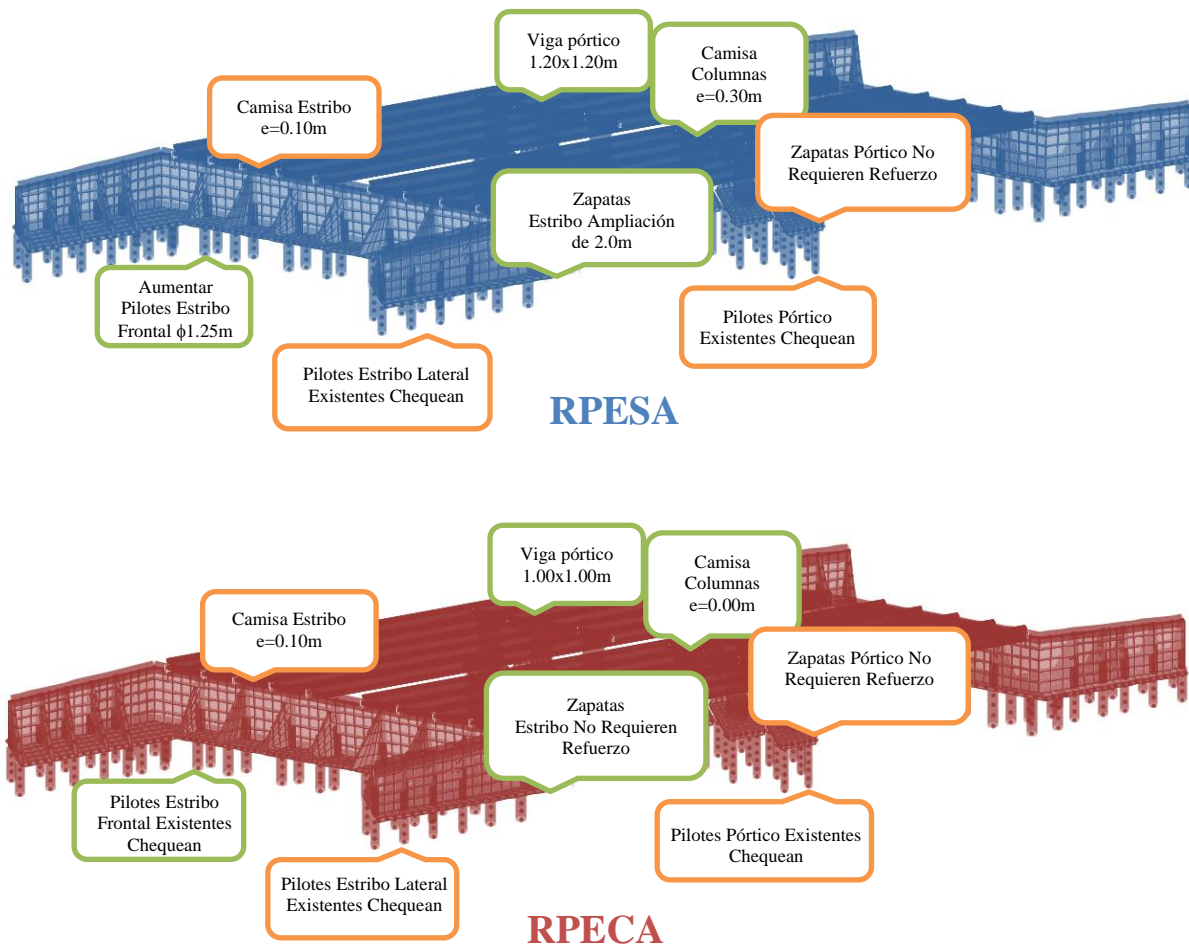 Viga pórtico
1.20x1.20m
Camisa
Columnas
e=0.30m
Camisa Estribo
e=0.10m
Zapatas Pórtico No
Requieren Refuerzo
Zapatas
Estribo Ampliación
de 2.0m
Aumentar
Pilotes Estribo
Frontal ϕ1.25m
Pilotes Pórtico
Existentes Chequean
Pilotes Estribo Lateral
Existentes Chequean
RPESA
Viga pórtico
1.00x1.00m
Camisa
Columnas
e=0.00m
Camisa Estribo
e=0.10m
Zapatas Pórtico No
Requieren Refuerzo
Zapatas
Estribo No Requieren
Refuerzo
Pilotes Estribo
Frontal Existentes
Chequean
Pilotes Pórtico Existentes
Chequean
Pilotes Estribo Lateral
Existentes Chequean
RPECA